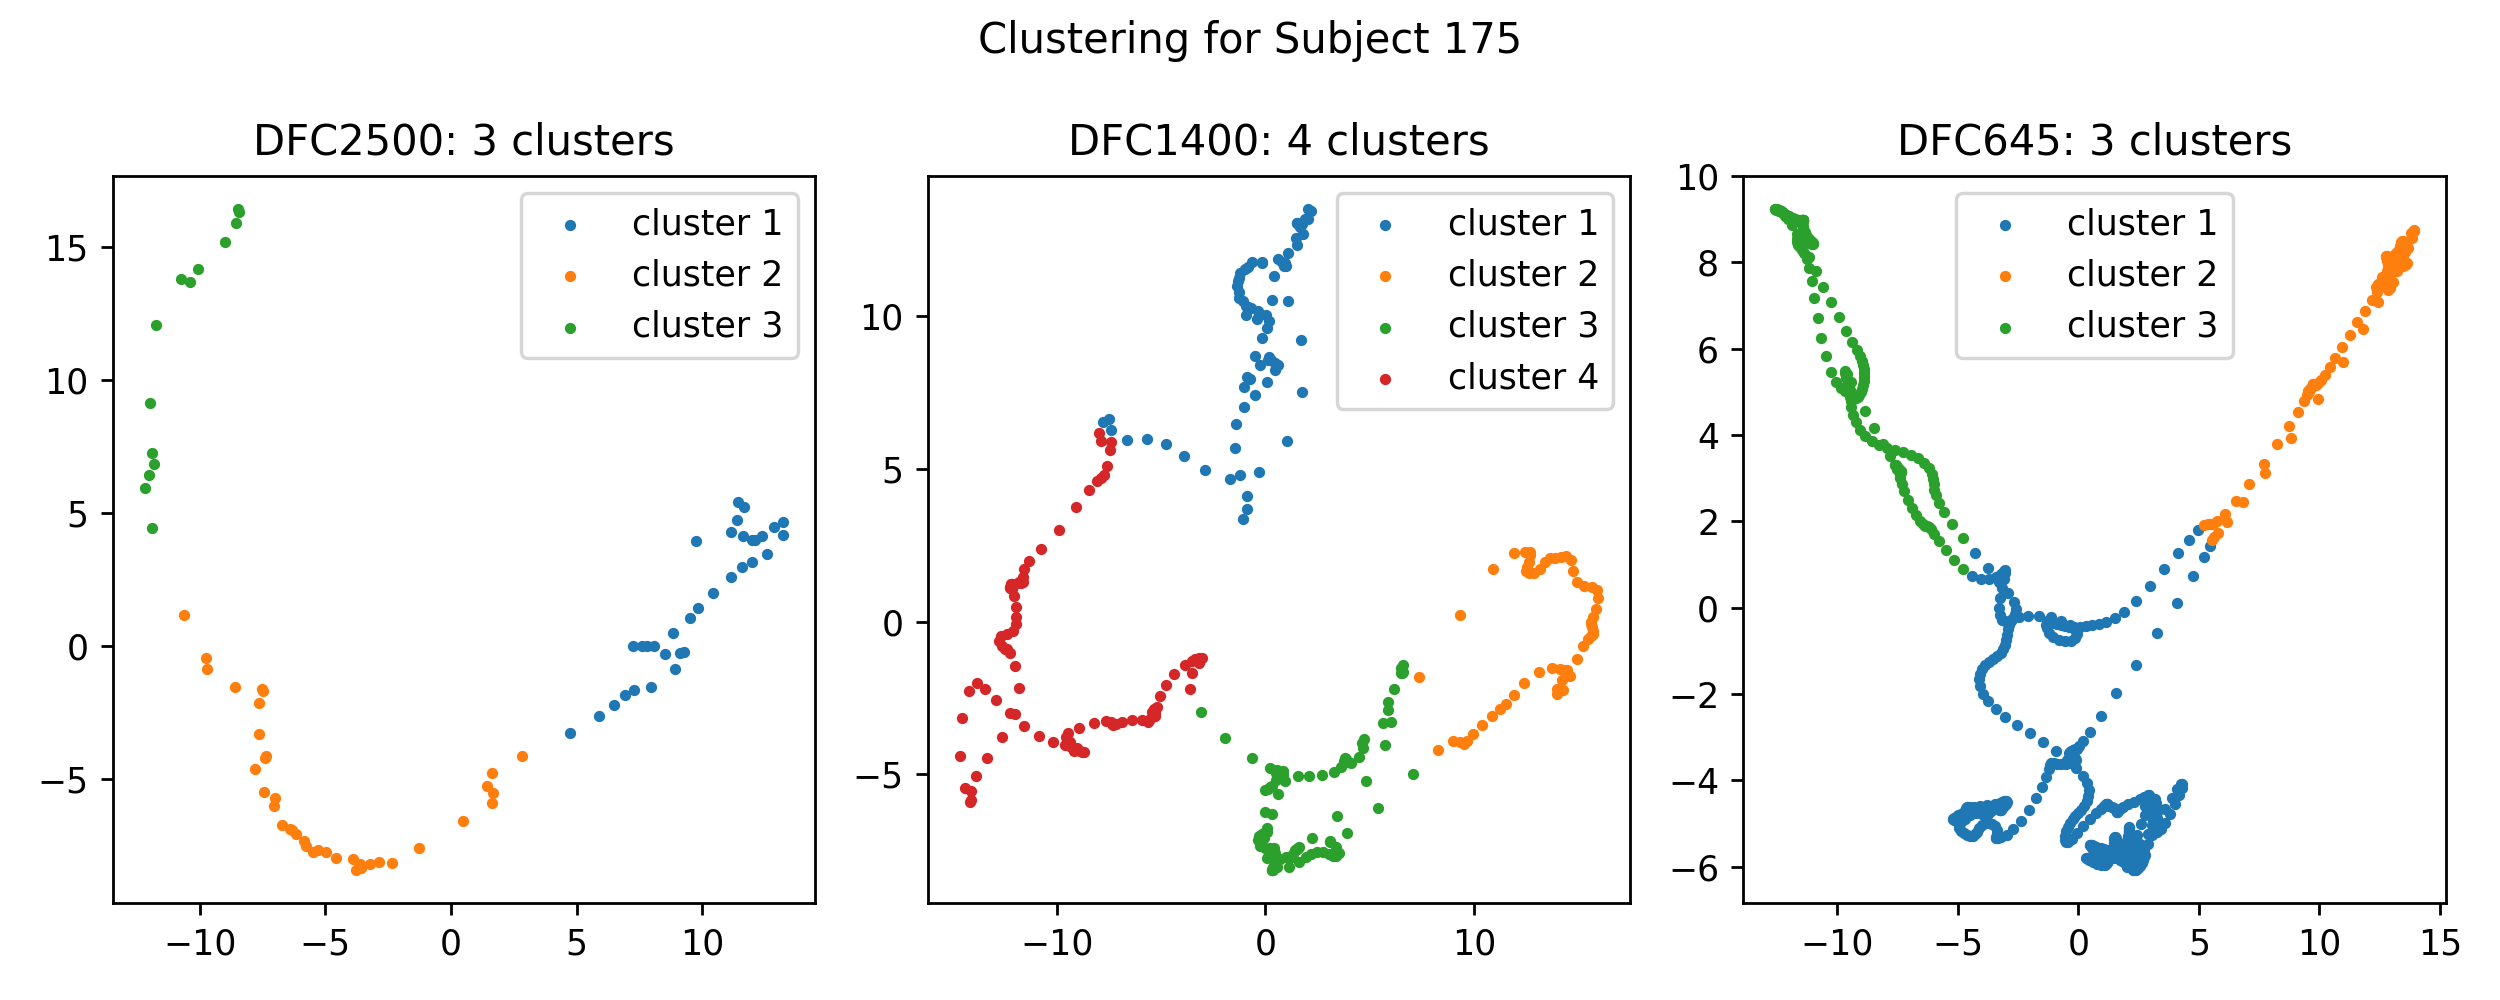 Clustering for Subject 175
DFC2500: 3 clusters
cluster 1
cluster 2
cluster 3
15
10
5
0
−5
−10
−5
0
5
10
DFC1400: 4 clusters
cluster 1
cluster 2
cluster 3
cluster 4
10
5
0
−5
−10
0
10
DFC645: 3 clusters
cluster 1
cluster 2
cluster 3
10
8
6
4
2
0
−2
−4
−6
−10
−5
0
5
10
15